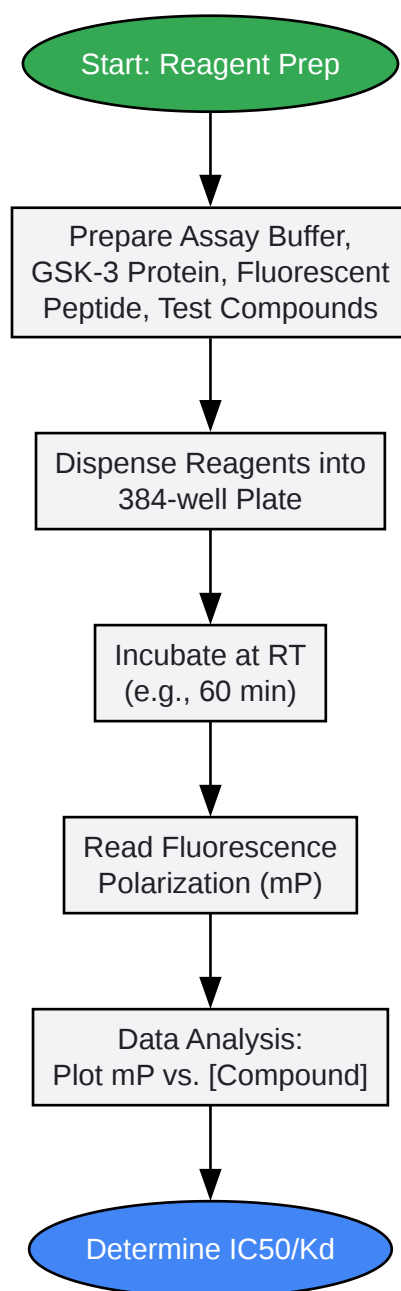 Start: Reagent Prep
Prepare Assay Buffer,
GSK-3 Protein, Fluorescent
Peptide, Test Compounds
Dispense Reagents into
384-well Plate
Incubate at RT
(e.g., 60 min)
Read Fluorescence
Polarization (mP)
Data Analysis:
Plot mP vs. [Compound]
Determine IC50/Kd